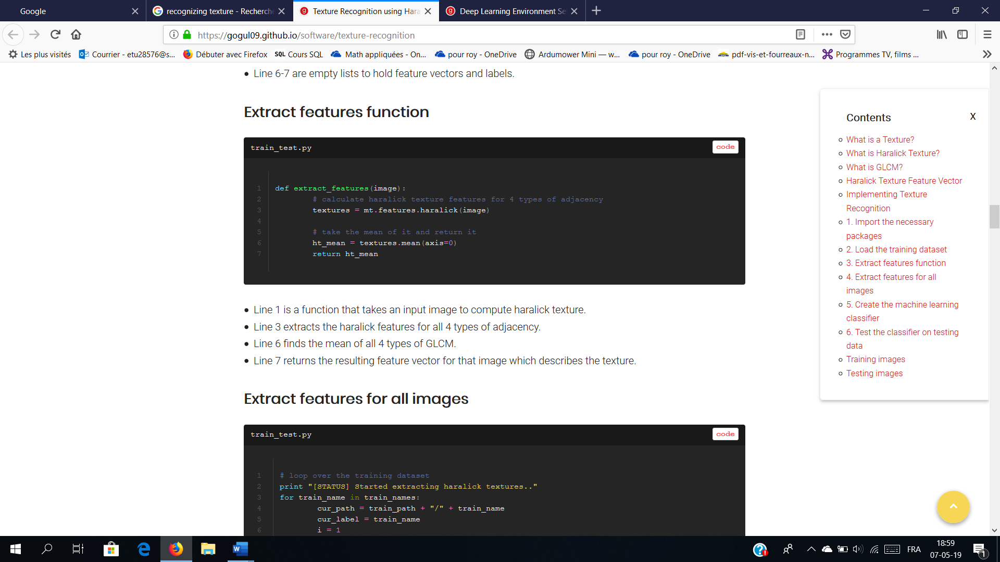 Google
recognizing texture - Recherche
Texture Recognition using Hara
Deep Learning Environment Se
https://gogul09.github.io/software/texture-recognition
Les plus visités
Courrier - etu28576@s...
Débuter avec Firefox
SQL Cours SQL
Math appliquées - On...
pour roy - OneDrive
Ardumower Mini — w...
pour roy - OneDrive
pdf-vis-et-fourreaux-n...
Programmes TV, films ...
• Line 6-7 are empty lists to hold feature vectors and labels.
Extract features function
train_test.py
code
1 def extract_features(image):
2 # calculate haralick texture features for 4 types of adjacency
3 textures = mt.features.haralick(image)
4
5 # take the mean of it and return it
6 ht_mean = textures.mean(axis=0)
7 return ht_mean
• Line 1 is a function that takes an input image to compute haralick texture.
• Line 3 extracts the haralick features for all 4 types of adjacency.
• Line 6 finds the mean of all 4 types of GLCM.
• Line 7 returns the resulting feature vector for that image which describes the texture.
Extract features for all images
train_test.py
code
1 # loop over the training dataset
2 print "[STATUS] Started extracting haralick textures.."
3 for train_name in train_names:
4 cur_path = train_path + "/" + train_name
5 cur_label = train_name
6 i = 1
Contents
X
What is a Texture?
What is Haralick Texture?
What is GLCM?
Haralick Texture Feature Vector
Implementing Texture
Recognition
1. Import the necessary
packages
2. Load the training dataset
3. Extract features function
4. Extract features for all
images
5. Create the machine learning
classifier
6. Test the classifier on testing
data
Training images
Testing images
FRA
18:59
07-05-19
1